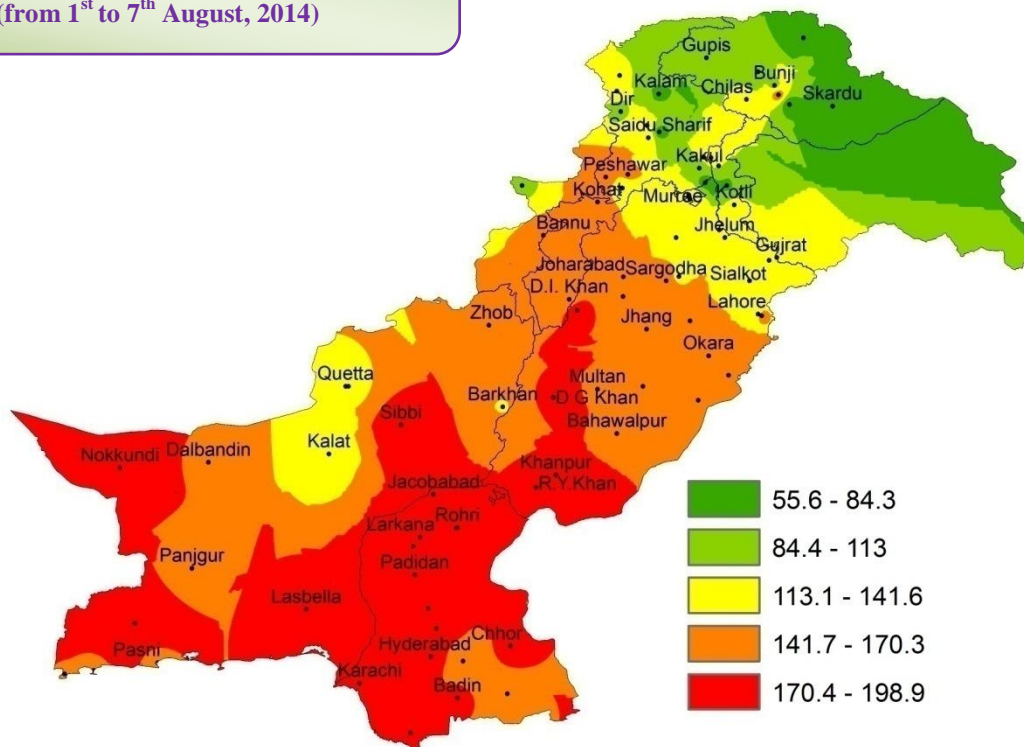 (from 1st to 7th August, 2014)
Gupis
Bunji
Kalam
Chilas
Skardu
Dir
Saidu Sharif
Kakul
Peshawar
Kohat
Murree
Kotli
Bannu
Jhelum
Gujrat
Joharabad
Sargodha
Sialkot
D.I. Khan
Lahore
Zhob
Jhang
Okara
Quetta
Multan
Barkhan
D G Khan
Sibbi
Bahawalpur
Kalat
Nokkundi
Dalbandin
Khanpur
Jacobabad
R.Y.Khan
Larkana
Rohri
Panjgur
Padidan
Lasbella
Hyderabad
Chhor
Pasni
Karachi
Badin
55.6 - 84.3
84.4 - 113
113.1 - 141.6
141.7 - 170.3
170.4 - 198.9